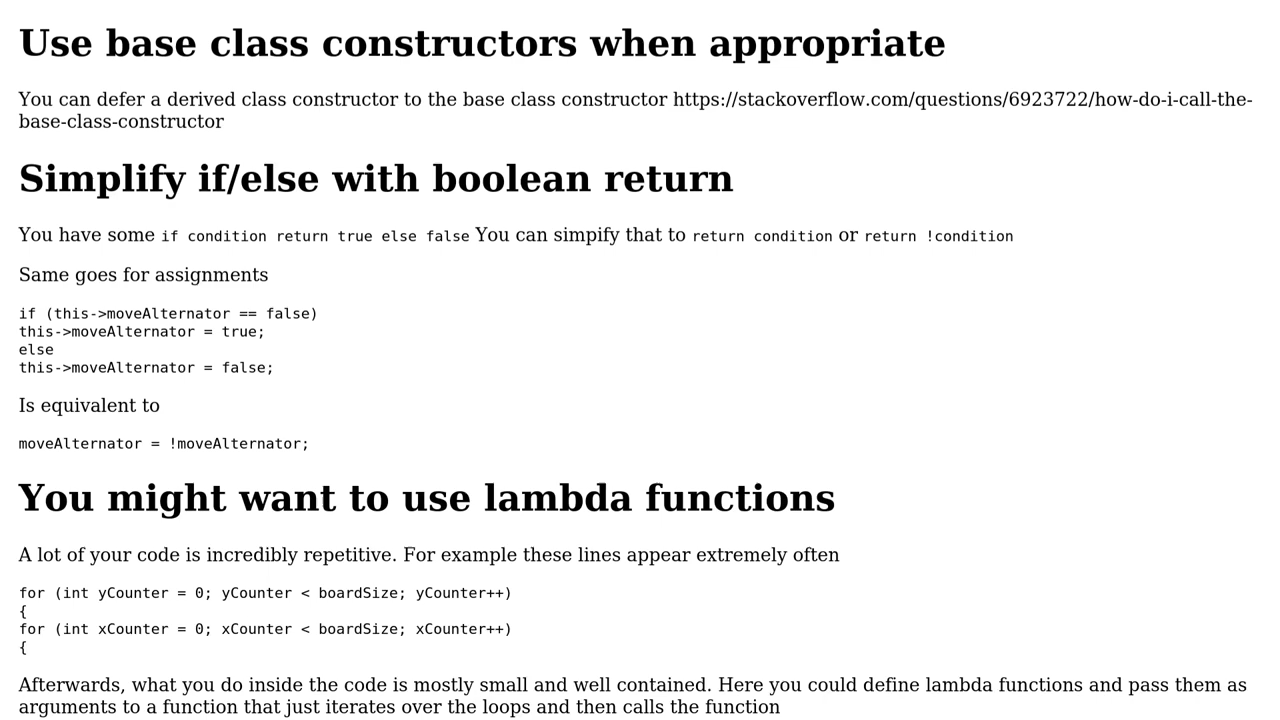 Use base class constructors when appropriate
You can defer a derived class constructor to the base class constructor https://stackoverflow.com/questions/6923722/how-do-i-call-the-
base-class-constructor
Simplify if/else with boolean return
You have some if condition return true else false You can simpify that to return condition or return !condition
Same goes for assignments
if (this->moveAlternator == false)
this->moveAlternator = true;
else
this->moveAlternator = false;
Is equivalent to
moveAlternator = !moveAlternator;
You might want to use lambda functions
A lot of your code is incredibly repetitive. For example these lines appear extremely often
for (int yCounter = 0; yCounter < boardSize; yCounter++)
{
for (int xCounter = 0; xCounter < boardSize; xCounter++)
{
Afterwards, what you do inside the code is mostly small and well contained. Here you could define lambda functions and pass them as
arguments to a function that just iterates over the loops and then calls the function